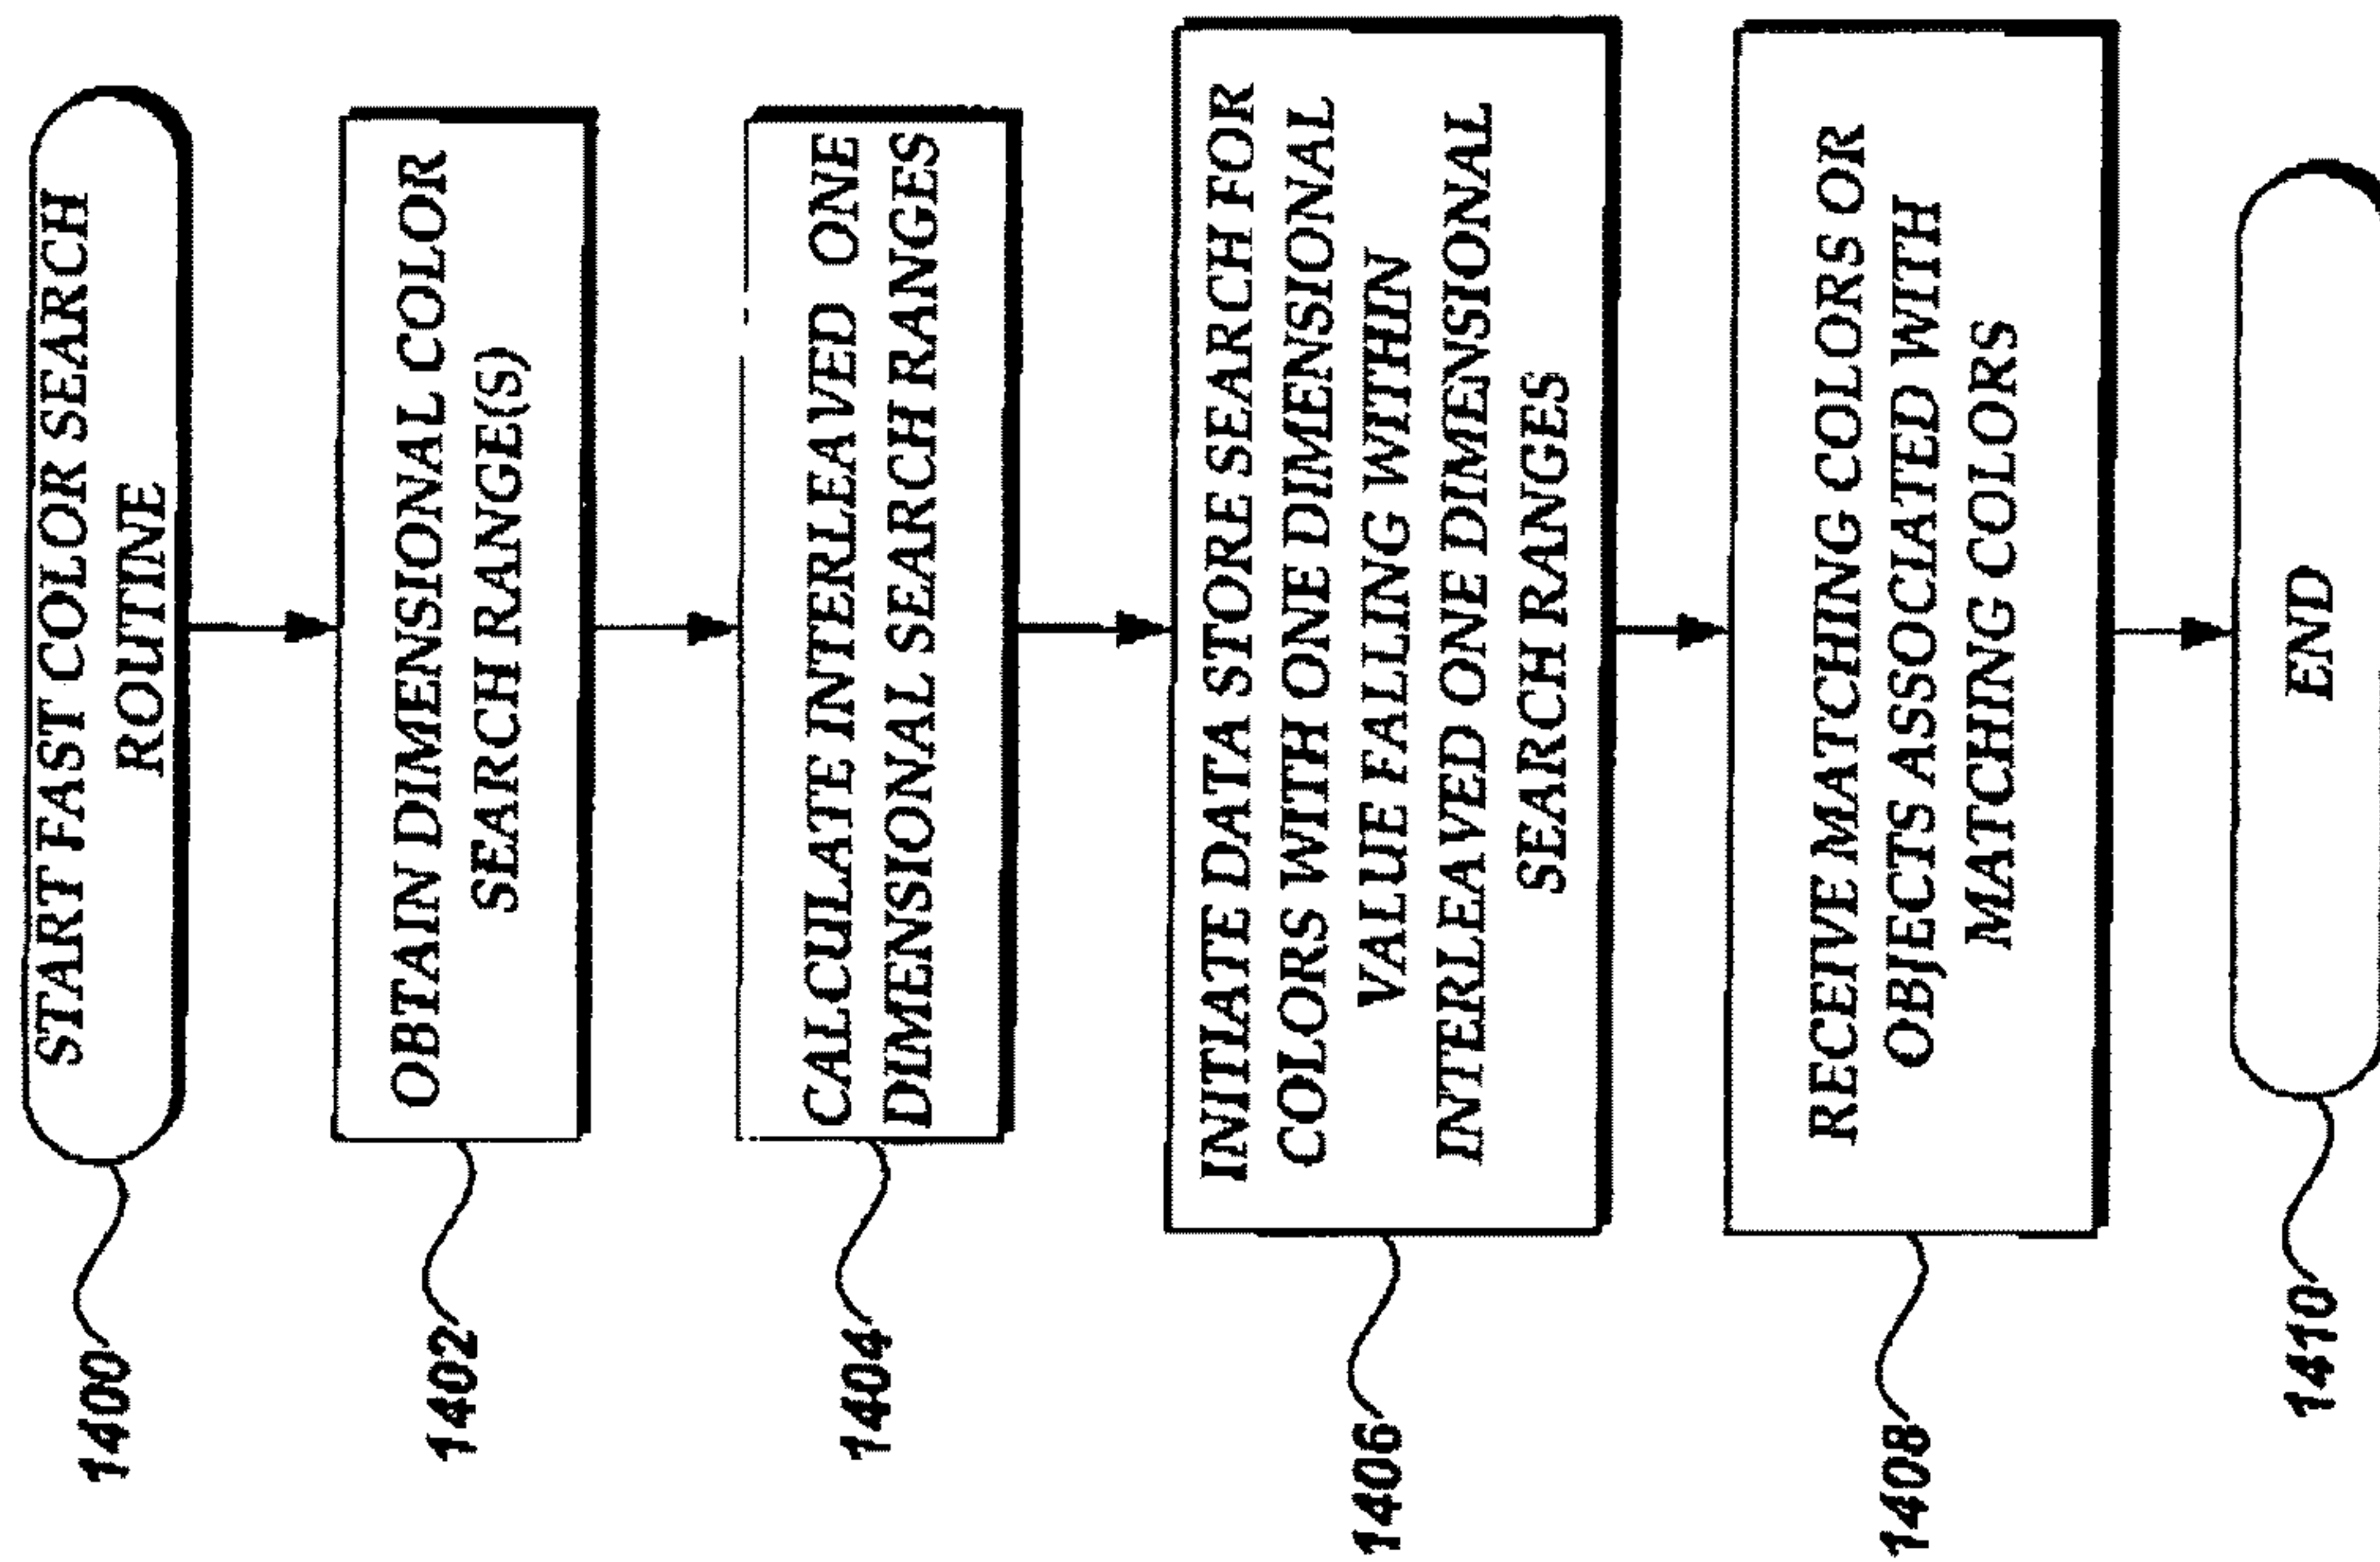 START FAST COLOR SEARCH
ROUTINE
1400
OBTAIN DIMENSIONAL COLOR
SEARCH RANGE(S)
1402
CALCULATE INTERLEAVED ONE
DIMENSIONAL SEARCH RANGES
1404
INITIATE DATA STORE SEARCH FOR
COLORS WITH ONE DIMENSIONAL
VALUE FALLING WITHIN
INTERLEAVED ONE DIMENSIONAL
SEARCH RANGES
1406
RECEIVE MATCHING COLORS OR
OBJECTS ASSOCIATED WITH
MATCHING COLORS
1408
END
1410